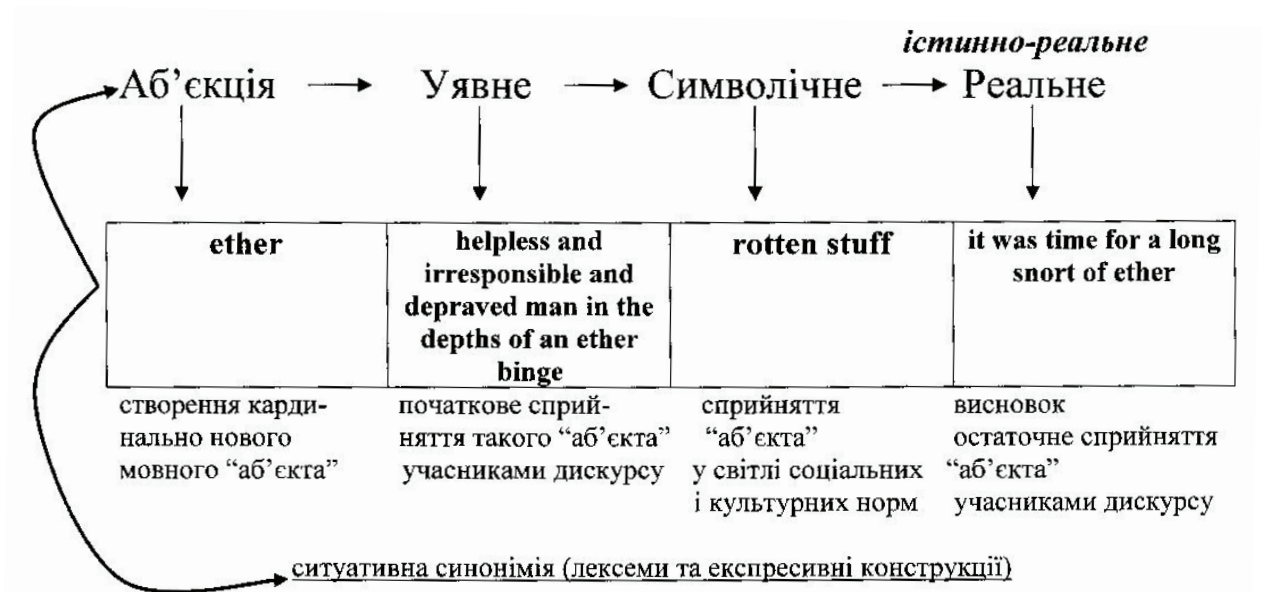 істинно-реальне
Аб’єкція Уявне Символічне Реальне
ether
helpless and
irresponsible and
depraved man in the
depths of an ether
binge
rotten stuff
it was time for a long
snort of ether
створення карди-
нально нового
мовного “аб’єкта”
початкове сприй-
няття такого “аб’єкта”
учасниками дискурсу
сприйняття
“аб’єкта”
у світлі соціальних
і культурних норм
висновок
остаточне сприйняття
“аб’єкта”
учасниками дискурсу
ситуативна синонімія (лексеми та експресивні конструкції)